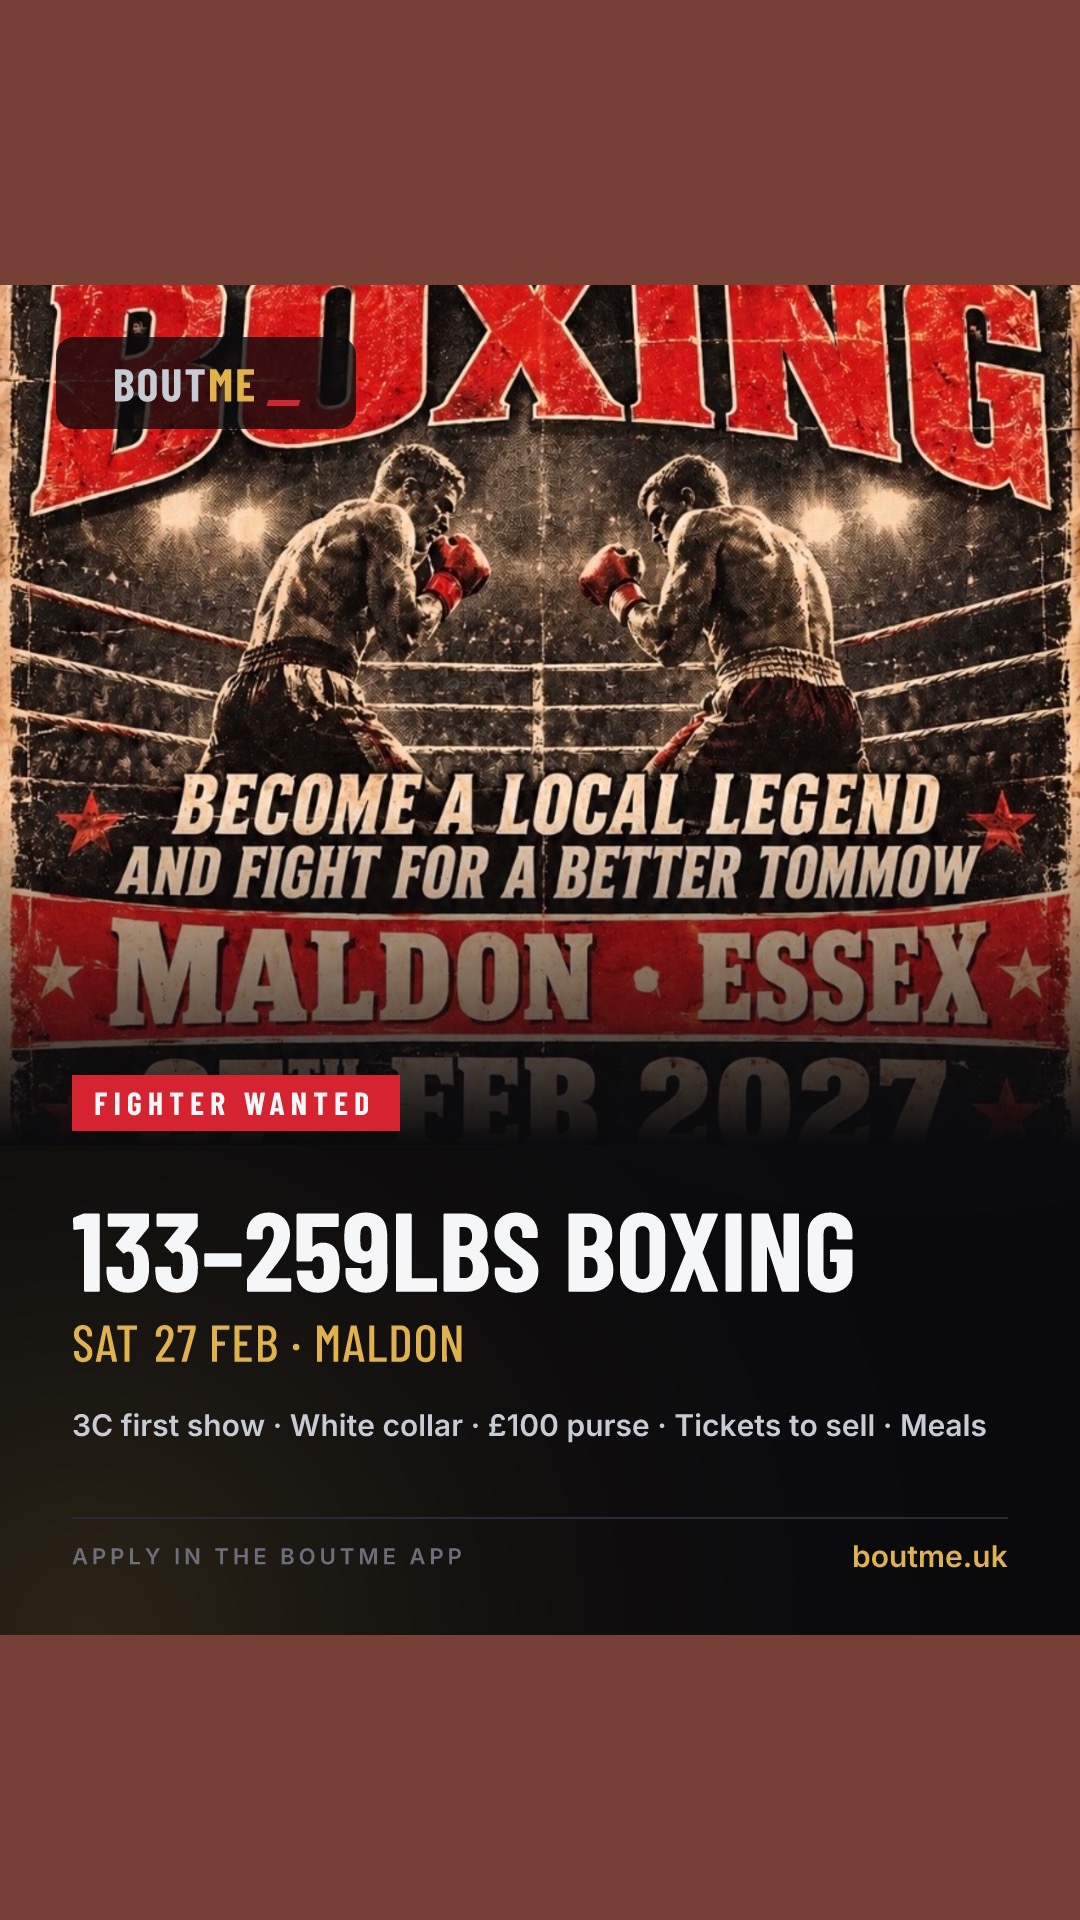 BOXING
BOUTME
BECOME A LOCAL LEGEND
AND FIGHT FOR A BETTER TOMMOW
MALDON · ESSEX
27TH FEB 2027
FIGHTER WANTED
133–259LBS BOXING
SAT 27 FEB · MALDON
3C first show · White collar · £100 purse · Tickets to sell · Meals
APPLY IN THE BOUTME APP
boutme.uk